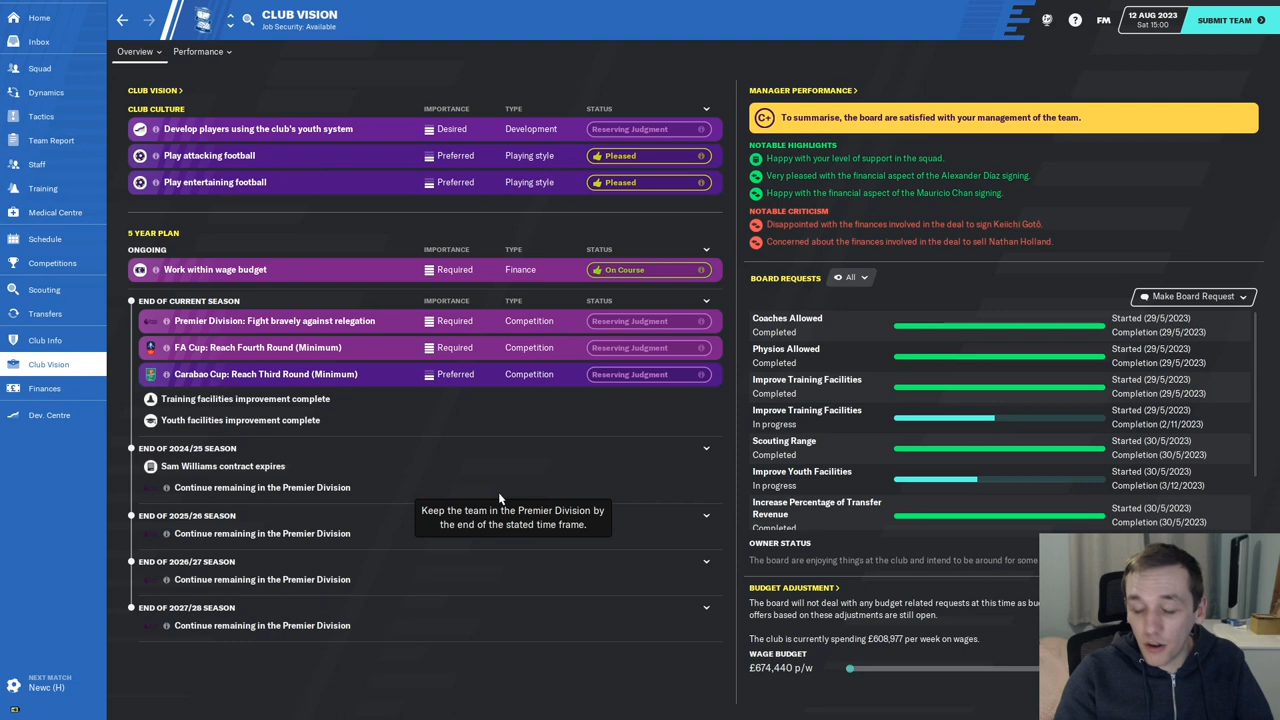 Home
Inbox
Squad
Dynamics
Tactics
Team Report
Staff
Training
Medical Centre
Schedule
Competitions
Scouting
Transfers
Club Info
Club Vision
Finances
Dev. Centre
NEXT MATCH
Newc (H)
CLUB VISION
Job Security: Available
FM
12 AUG 2023
Sat 15:00
SUBMIT TEAM
Overview
Performance
CLUB VISION >
CLUB CULTURE IMPORTANCE TYPE STATUS
Develop players using the club's youth system Desired Development Reserving Judgment
Play attacking football Preferred Playing style Pleased
Play entertaining football Preferred Playing style Pleased
5 YEAR PLAN
ONGOING IMPORTANCE TYPE STATUS
Work within wage budget Required Finance On Course
END OF CURRENT SEASON IMPORTANCE TYPE STATUS
Premier Division: Fight bravely against relegation Required Competition Reserving Judgment
FA Cup: Reach Fourth Round (Minimum) Required Competition Reserving Judgment
Carabao Cup: Reach Third Round (Minimum) Preferred Competition Reserving Judgment
Training facilities improvement complete
Youth facilities improvement complete
END OF 2024/25 SEASON
Sam Williams contract expires
Continue remaining in the Premier Division
Keep the team in the Premier Division by
the end of the stated time frame.
END OF 2025/26 SEASON
Continue remaining in the Premier Division
END OF 2026/27 SEASON
Continue remaining in the Premier Division
END OF 2027/28 SEASON
Continue remaining in the Premier Division
MANAGER PERFORMANCE >
C+ To summarise, the board are satisfied with your management of the team.
NOTABLE HIGHLIGHTS
Happy with your level of support in the squad.
Very pleased with the financial aspect of the Alexander Díaz signing.
Happy with the financial aspect of the Mauricio Chan signing.
NOTABLE CRITICISM
Disappointed with the finances involved in the deal to sign Keiichi Gotô.
Concerned about the finances involved in the deal to sell Nathan Holland.
BOARD REQUESTS All
Make Board Request
Coaches Allowed Started (29/5/2023)
Completed Completion (29/5/2023)
Physios Allowed Started (29/5/2023)
Completed Completion (29/5/2023)
Improve Training Facilities Started (29/5/2023)
Completed Completion (29/5/2023)
Improve Training Facilities Started (29/5/2023)
In progress Completion (2/11/2023)
Scouting Range Started (30/5/2023)
Completed Completion (30/5/2023)
Improve Youth Facilities Started (30/5/2023)
In progress Completion (3/12/2023)
Increase Percentage of Transfer Started (30/5/2023)
Revenue Completion (30/5/2023)
Completed
OWNER STATUS
The board are enjoying things at the club and intend to be around for some
BUDGET ADJUSTMENT >
The board will not deal with any budget related requests at this time as
offers based on these adjustments are still open.
The club is currently spending £608,977 per week on wages.
WAGE BUDGET
£674,440 p/w